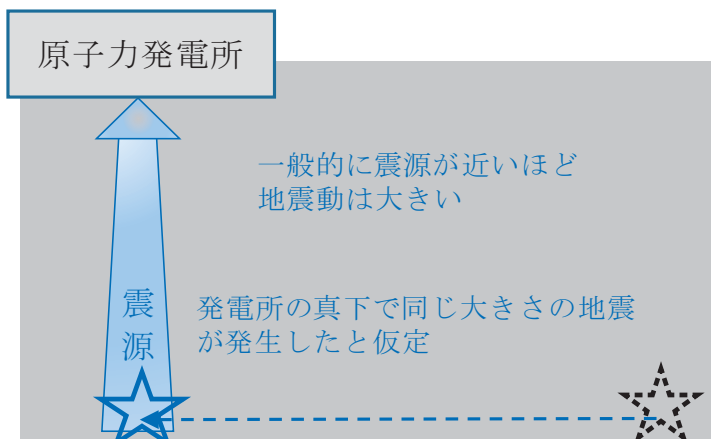 原子力発電所
一般的に震源が近いほど
地震動は大きい
発電所の真下で同じ大きさの地震
が発生したと仮定
震源